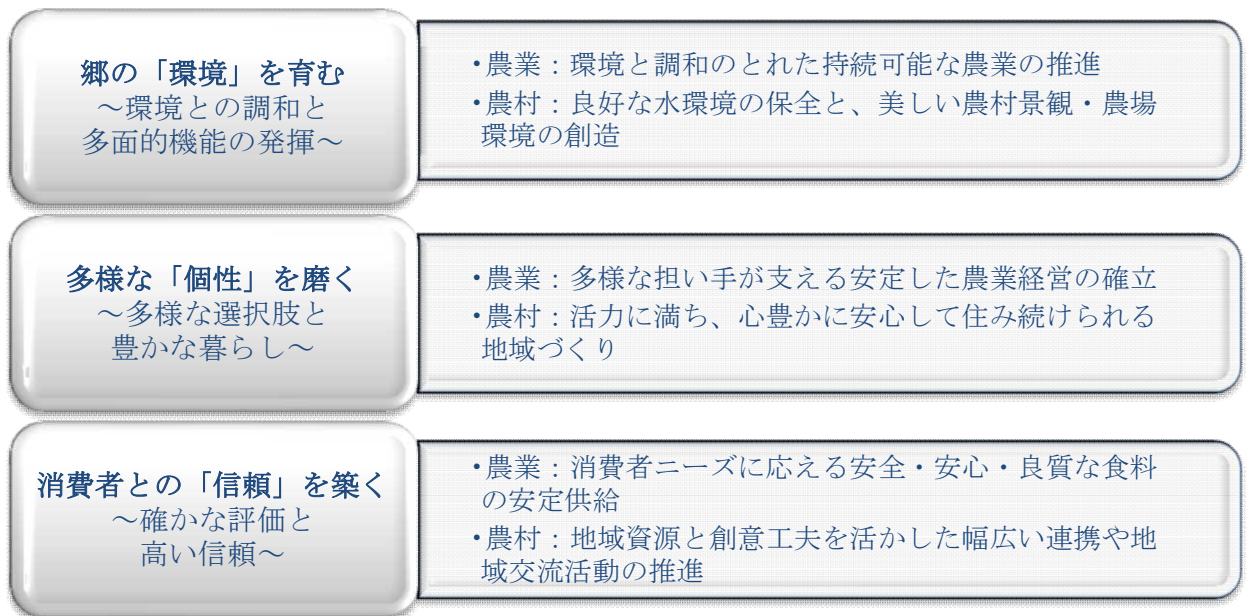 郷の「環境」を育む
～環境との調和と
多面的機能の発揮～
•農業：環境と調和のとれた持続可能な農業の推進
•農村：良好な水環境の保全と、美しい農村景観・農場
環境の創造
多様な「個性」を磨く
～多様な選択肢と
豊かな暮らし～
•農業：多様な担い手が支える安定した農業経営の確立
•農村：活力に満ち、心豊かに安心して住み続けられる
地域づくり
消費者との「信頼」を築く
～確かな評価と
高い信頼～
•農業：消費者ニーズに応える安全・安心・良質な食料
の安定供給
•農村：地域資源と創意工夫を活かした幅広い連携や地
域交流活動の推進